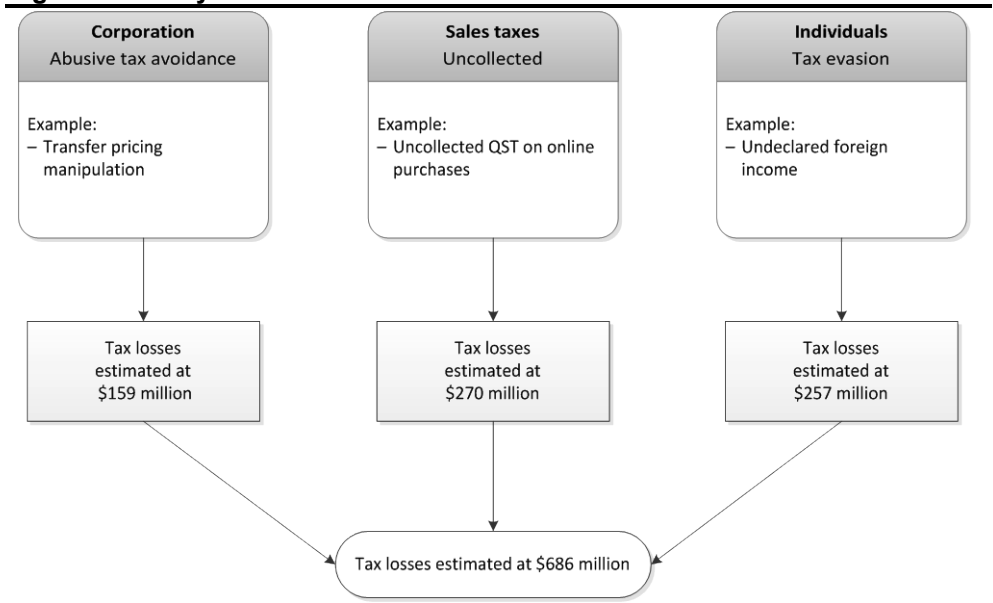 Corporation
Abusive tax avoidance
Example:
– Transfer pricing
manipulation
Sales taxes
Uncollected
Example:
– Uncollected QST on online
purchases
Individuals
Tax evasion
Example:
– Undeclared foreign
income
Tax losses
estimated at
$159 million
Tax losses
estimated at
$270 million
Tax losses
estimated at
$257 million
Tax losses estimated at $686 million